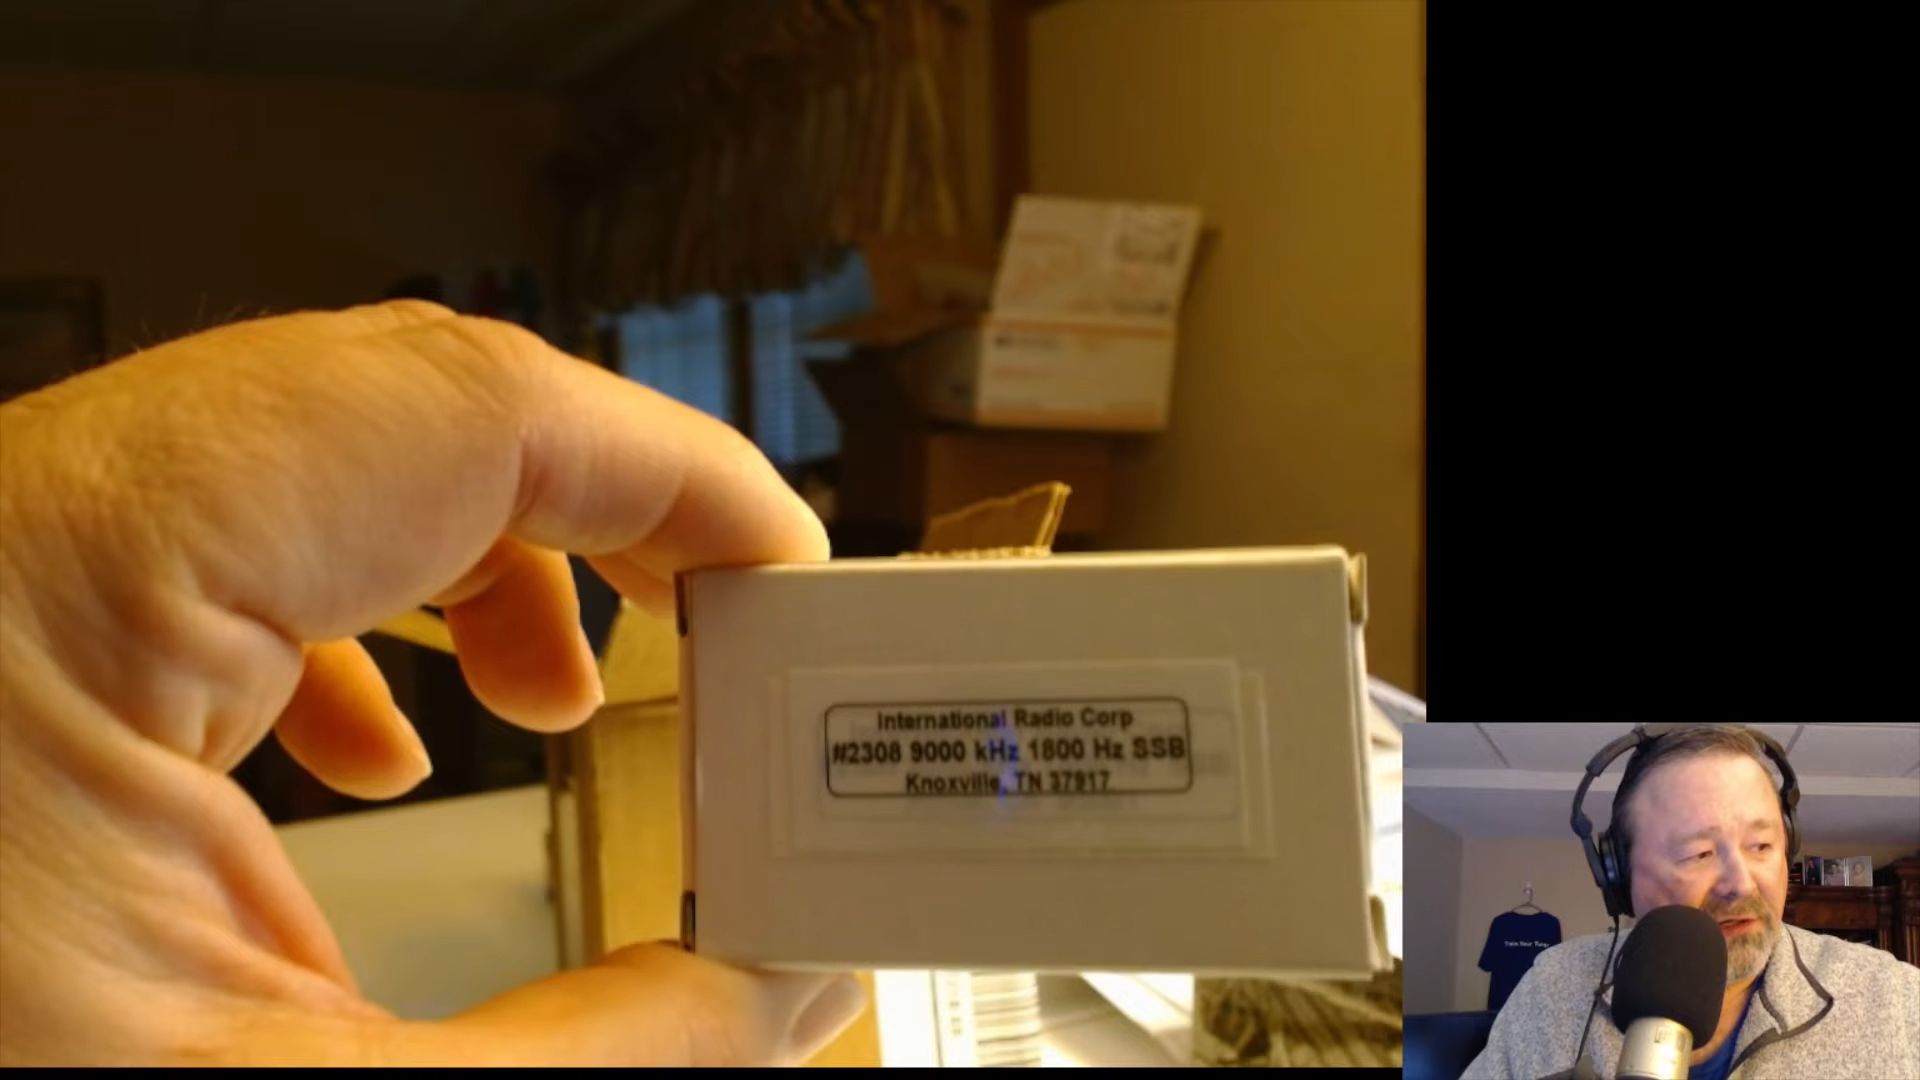 International Radio Corp
#2308 9000 kHz 1800 Hz SSB
Knoxville, TN 37917